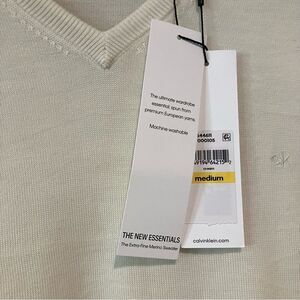 The ultimate wardrobe
essential, spun from
premium European yarns.
Machine washable
THE NEW ESSENTIALS
The Extra-Fine Merino Sweater
medium
calvinklein.com